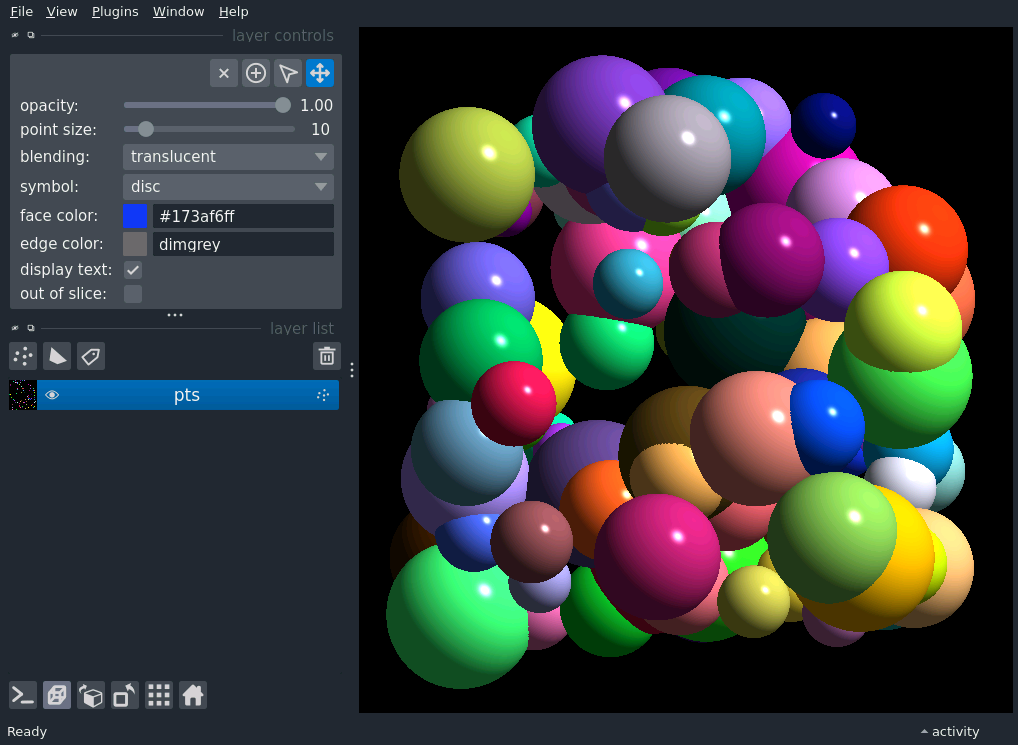 File View Plugins Window Help
layer controls
opacity: 1.00
point size: 10
blending: translucent
symbol: disc
face color: #173af6ff
edge color: dimgrey
display text:
out of slice:
layer list
pts
Ready
activity